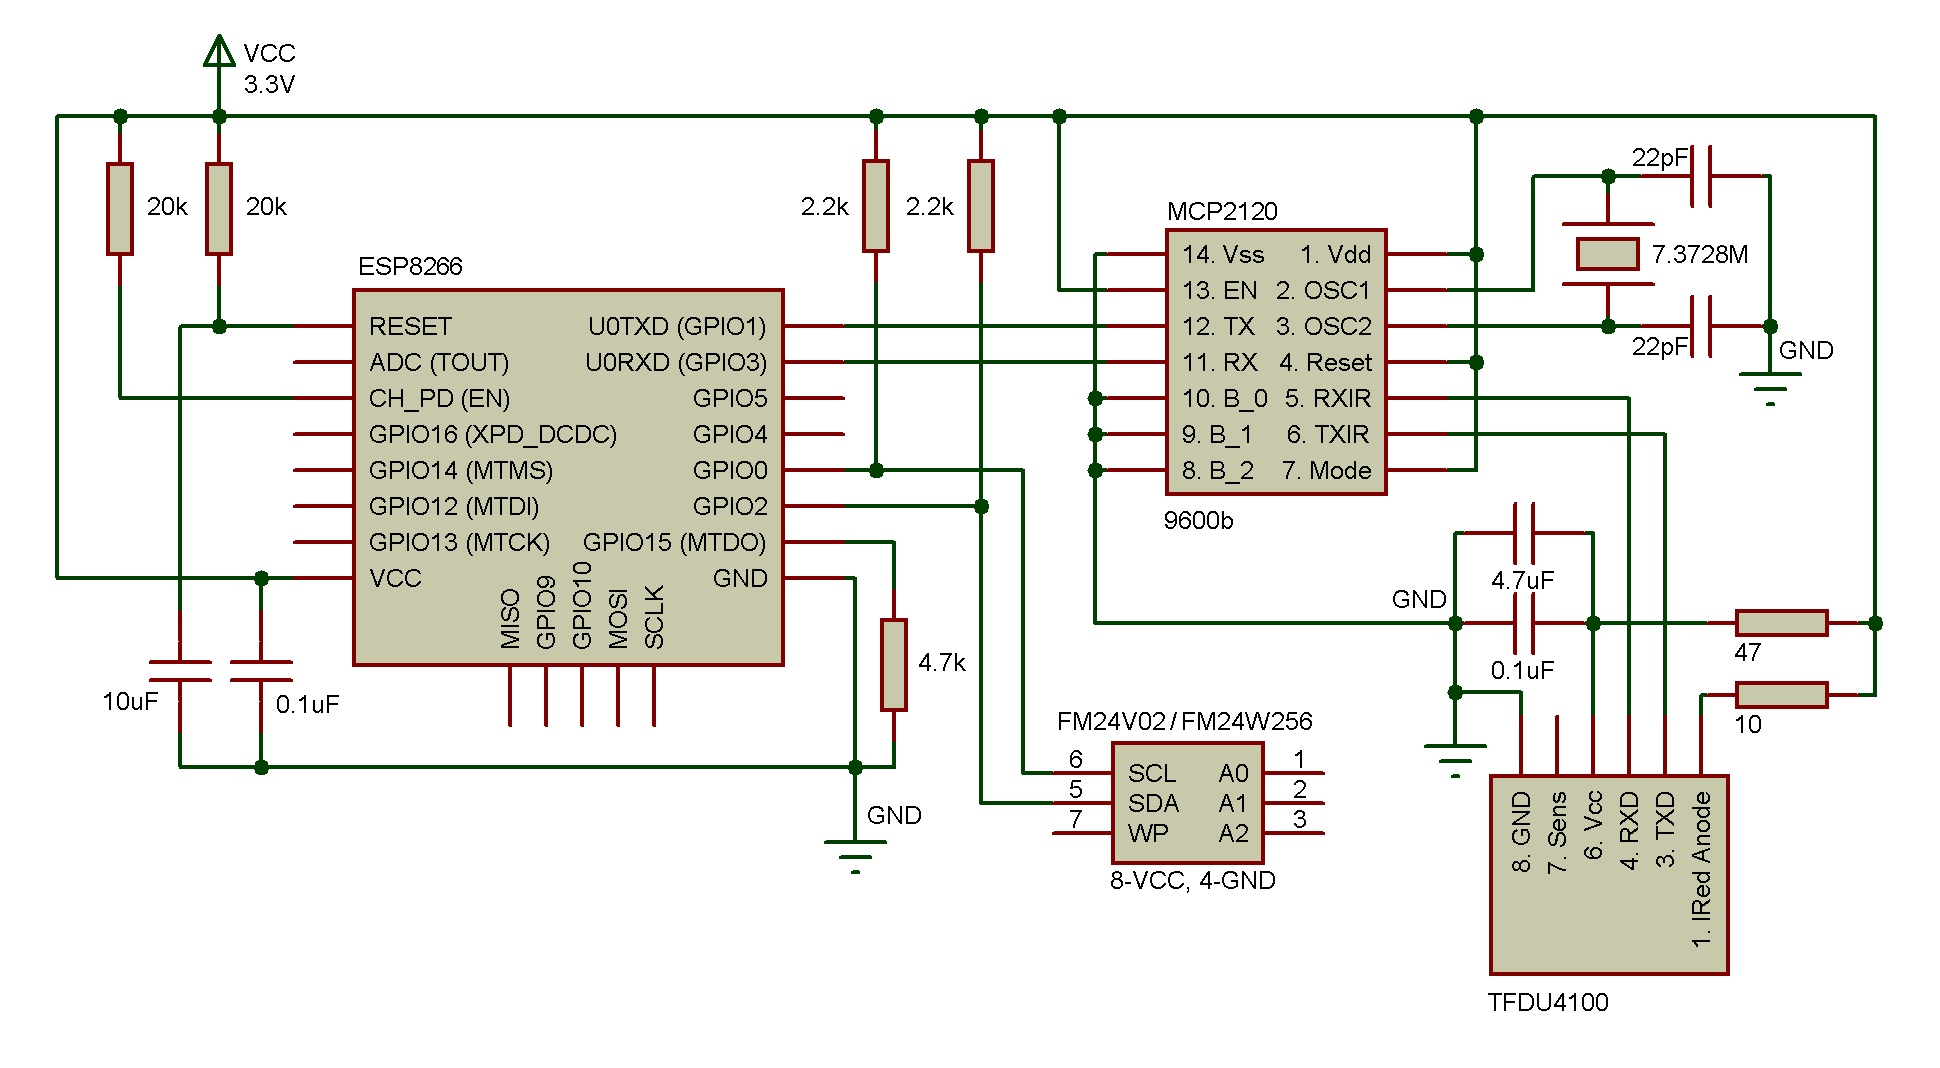 VCC
3.3V
20k
20k
2.2k
2.2k
ESP8266
RESET
ADC (TOUT)
CH_PD (EN)
GPIO16 (XPD_DCDC)
GPIO14 (MTMS)
GPIO12 (MTDI)
GPIO13 (MTCK)
VCC
U0TXD (GPIO1)
U0RXD (GPIO3)
GPIO5
GPIO4
GPIO0
GPIO2
GPIO15 (MTDO)
GND
MISO
GPIO9
GPIO10
MOSI
SCLK
10uF
0.1uF
4.7k
GND
MCP2120
14. Vss
13. EN
12. TX
11. RX
10. B_0
9. B_1
8. B_2
1. Vdd
2. OSC1
3. OSC2
4. Reset
5. RXIR
6. TXIR
7. Mode
9600b
22pF
7.3728M
22pF
GND
4.7uF
GND
0.1uF
47
10
FM24V02/FM24W256
6
5
7
SCL
SDA
WP
A0
A1
A2
1
2
3
8-VCC, 4-GND
8. GND
7. Sens
6. Vcc
4. RXD
3. TXD
1. IRed Anode
TFDU4100